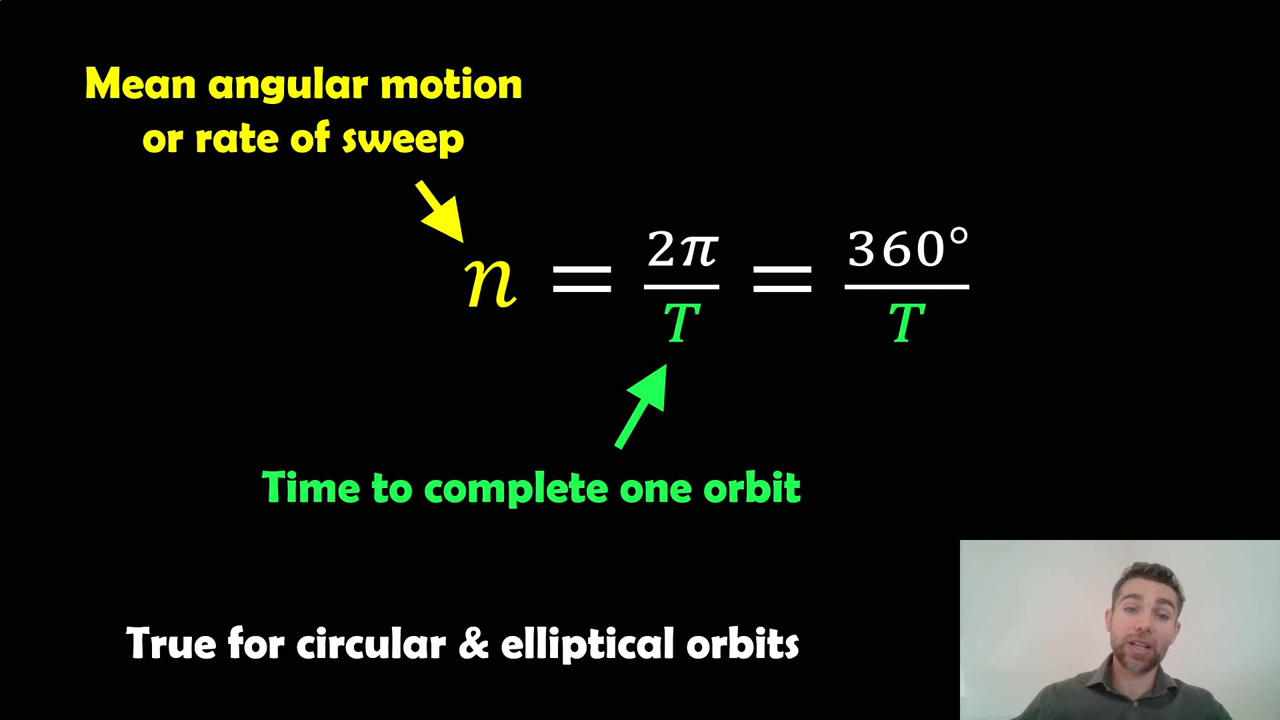 Mean angular motion
or rate of sweep
n = 2π/T = 360°/T
Time to complete one orbit
True for circular & elliptical orbits